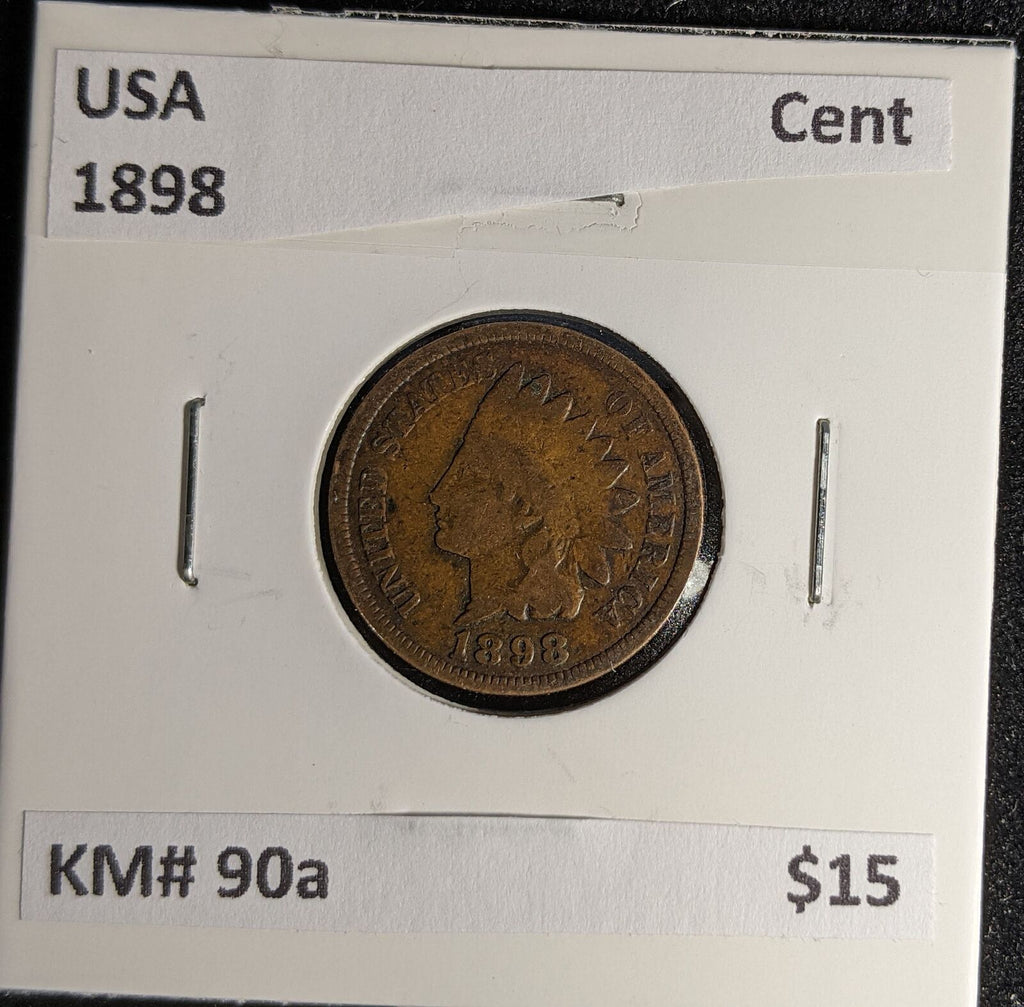 USA
Cent
1898
UNITED STATES OF AMERICA
1898
KM# 90a
$15